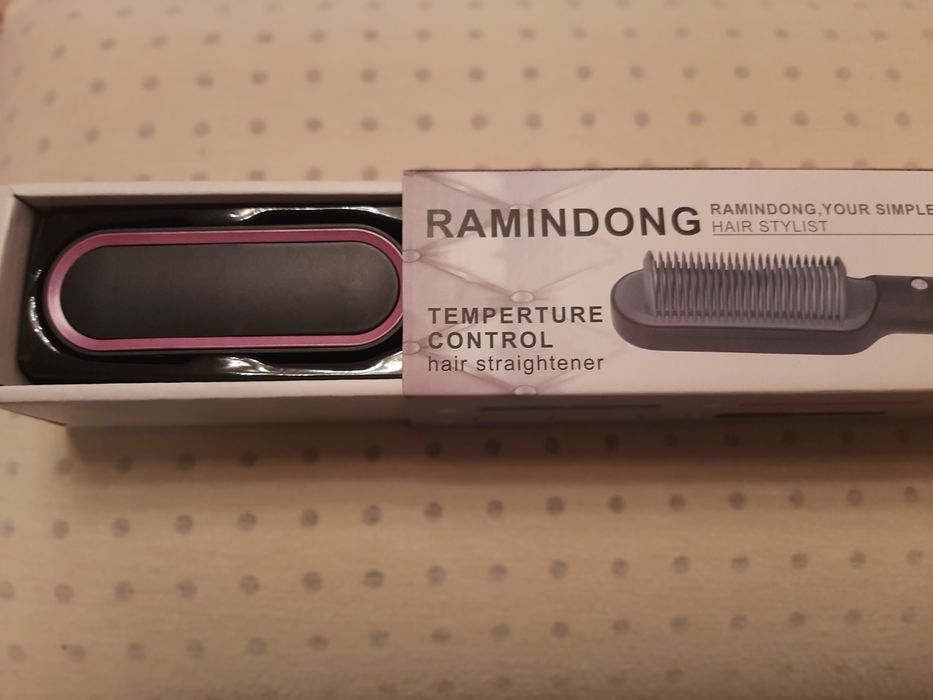 RAMINDONG
RAMINDONG,YOUR SIMPLE
HAIR STYLIST
TEMPERTURE
CONTROL
hair straightener